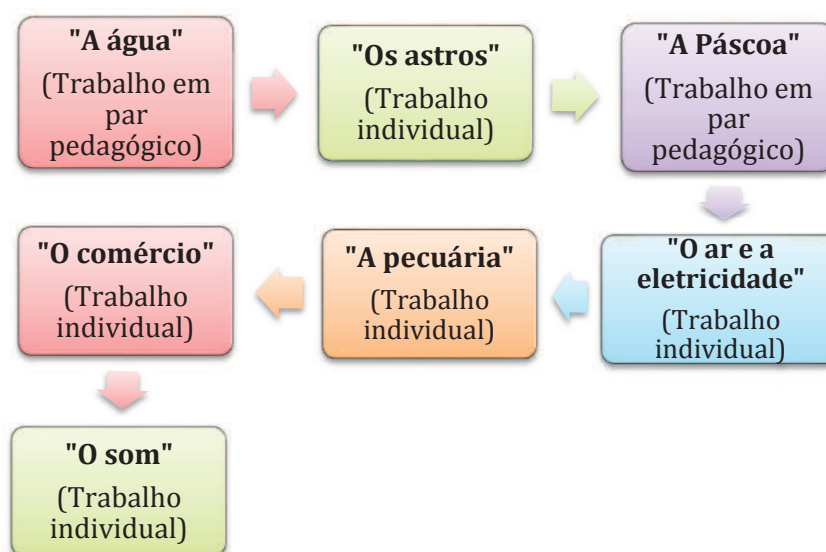 "A água"
(Trabalho em
par
pedagógico)
"Os astros"
(Trabalho
individual)
"A Páscoa"
(Trabalho em
par
pedagógico)
"O ar e a
eletricidade"
(Trabalho
individual)
"A pecuária"
(Trabalho
individual)
"O comércio"
(Trabalho
individual)
"O som"
(Trabalho
individual)